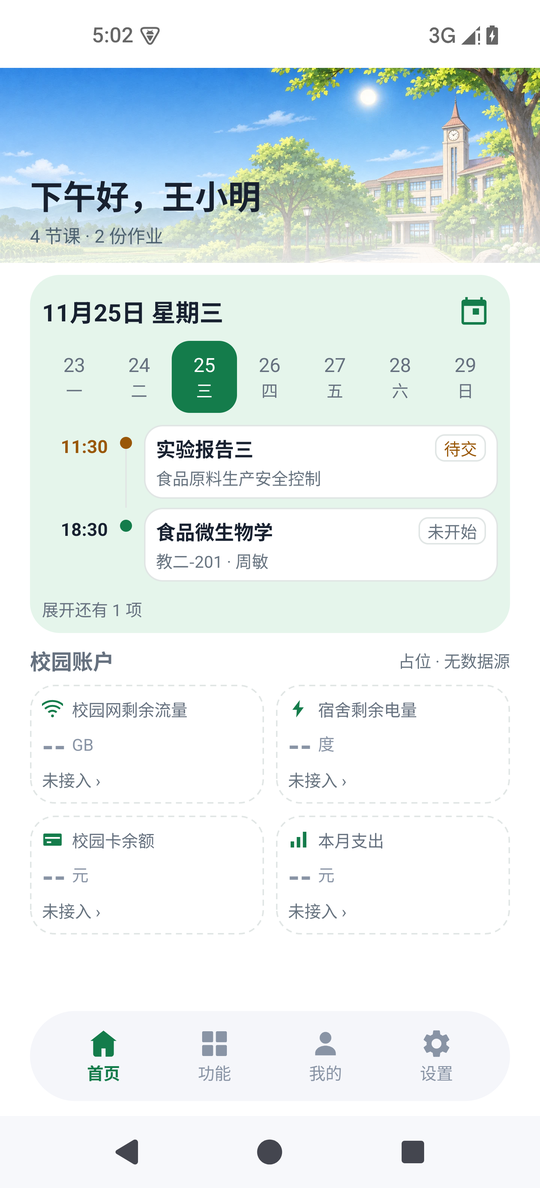 5:02
3G
下午好，王小明
4 节课 · 2 份作业
11月25日 星期三
23 24 25 26 27 28 29
一 二 三 四 五 六 日
11:30 实验报告三 待交
食品原料生产安全控制
18:30 食品微生物学 未开始
教二-201 · 周敏
展开还有 1 项
校园账户 占位 · 无数据源
校园网剩余流量
-- GB
未接入 ›
宿舍剩余电量
-- 度
未接入 ›
校园卡余额
-- 元
未接入 ›
本月支出
-- 元
未接入 ›
首页 功能 我的 设置